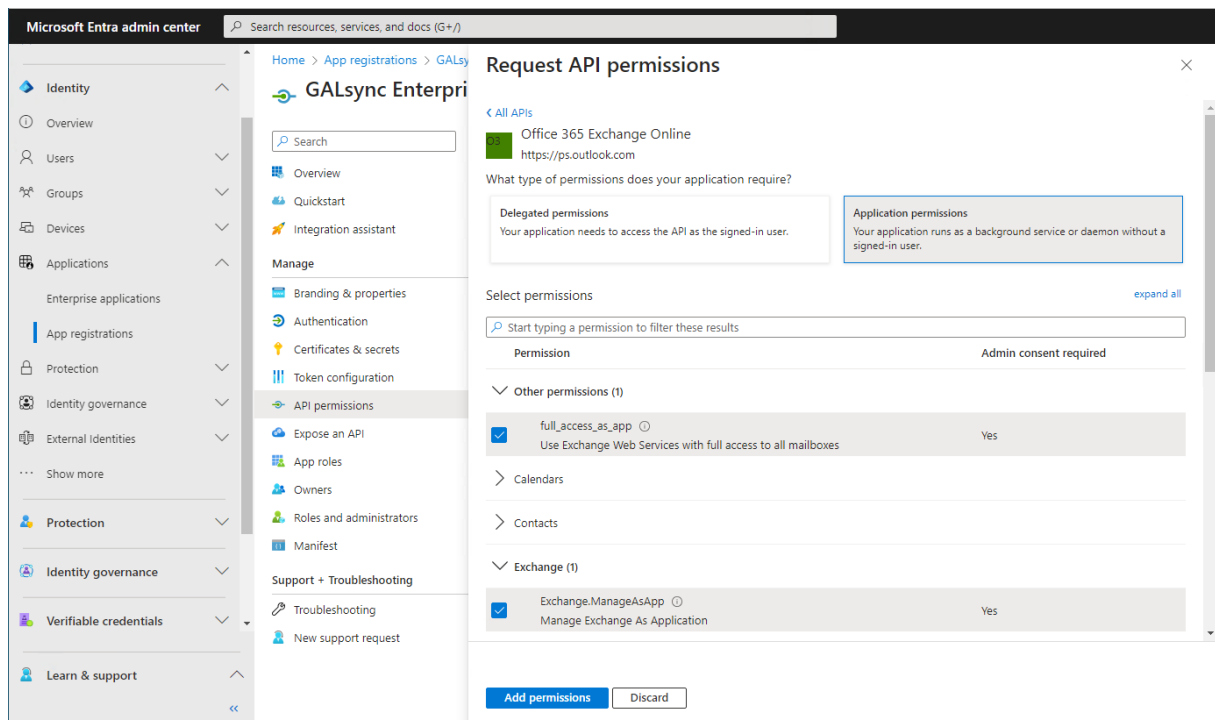 Microsoft Entra admin center
Search resources, services, and docs (G+/)
Identity
Overview
Users
Groups
Devices
Applications
Enterprise applications
App registrations
Protection
Identity governance
External Identities
Show more
Protection
Identity governance
Verifiable credentials
Learn & support
Home > App registrations > GALsy
GALsync Enterpri
Search
Overview
Quickstart
Integration assistant
Manage
Branding & properties
Authentication
Certificates & secrets
Token configuration
API permissions
Expose an API
App roles
Owners
Roles and administrators
Manifest
Support + Troubleshooting
Troubleshooting
New support request
Request API permissions
All APIs
O3
Office 365 Exchange Online
https://ps.outlook.com
What type of permissions does your application require?
Delegated permissions
Your application needs to access the API as the signed-in user.
Application permissions
Your application runs as a background service or daemon without a
signed-in user.
Select permissions
expand all
Start typing a permission to filter these results
Permission
Admin consent required
Other permissions (1)
full_access_as_app
Use Exchange Web Services with full access to all mailboxes
Yes
Calendars
Contacts
Exchange (1)
Exchange.ManageAsApp
Manage Exchange As Application
Yes
Add permissions
Discard